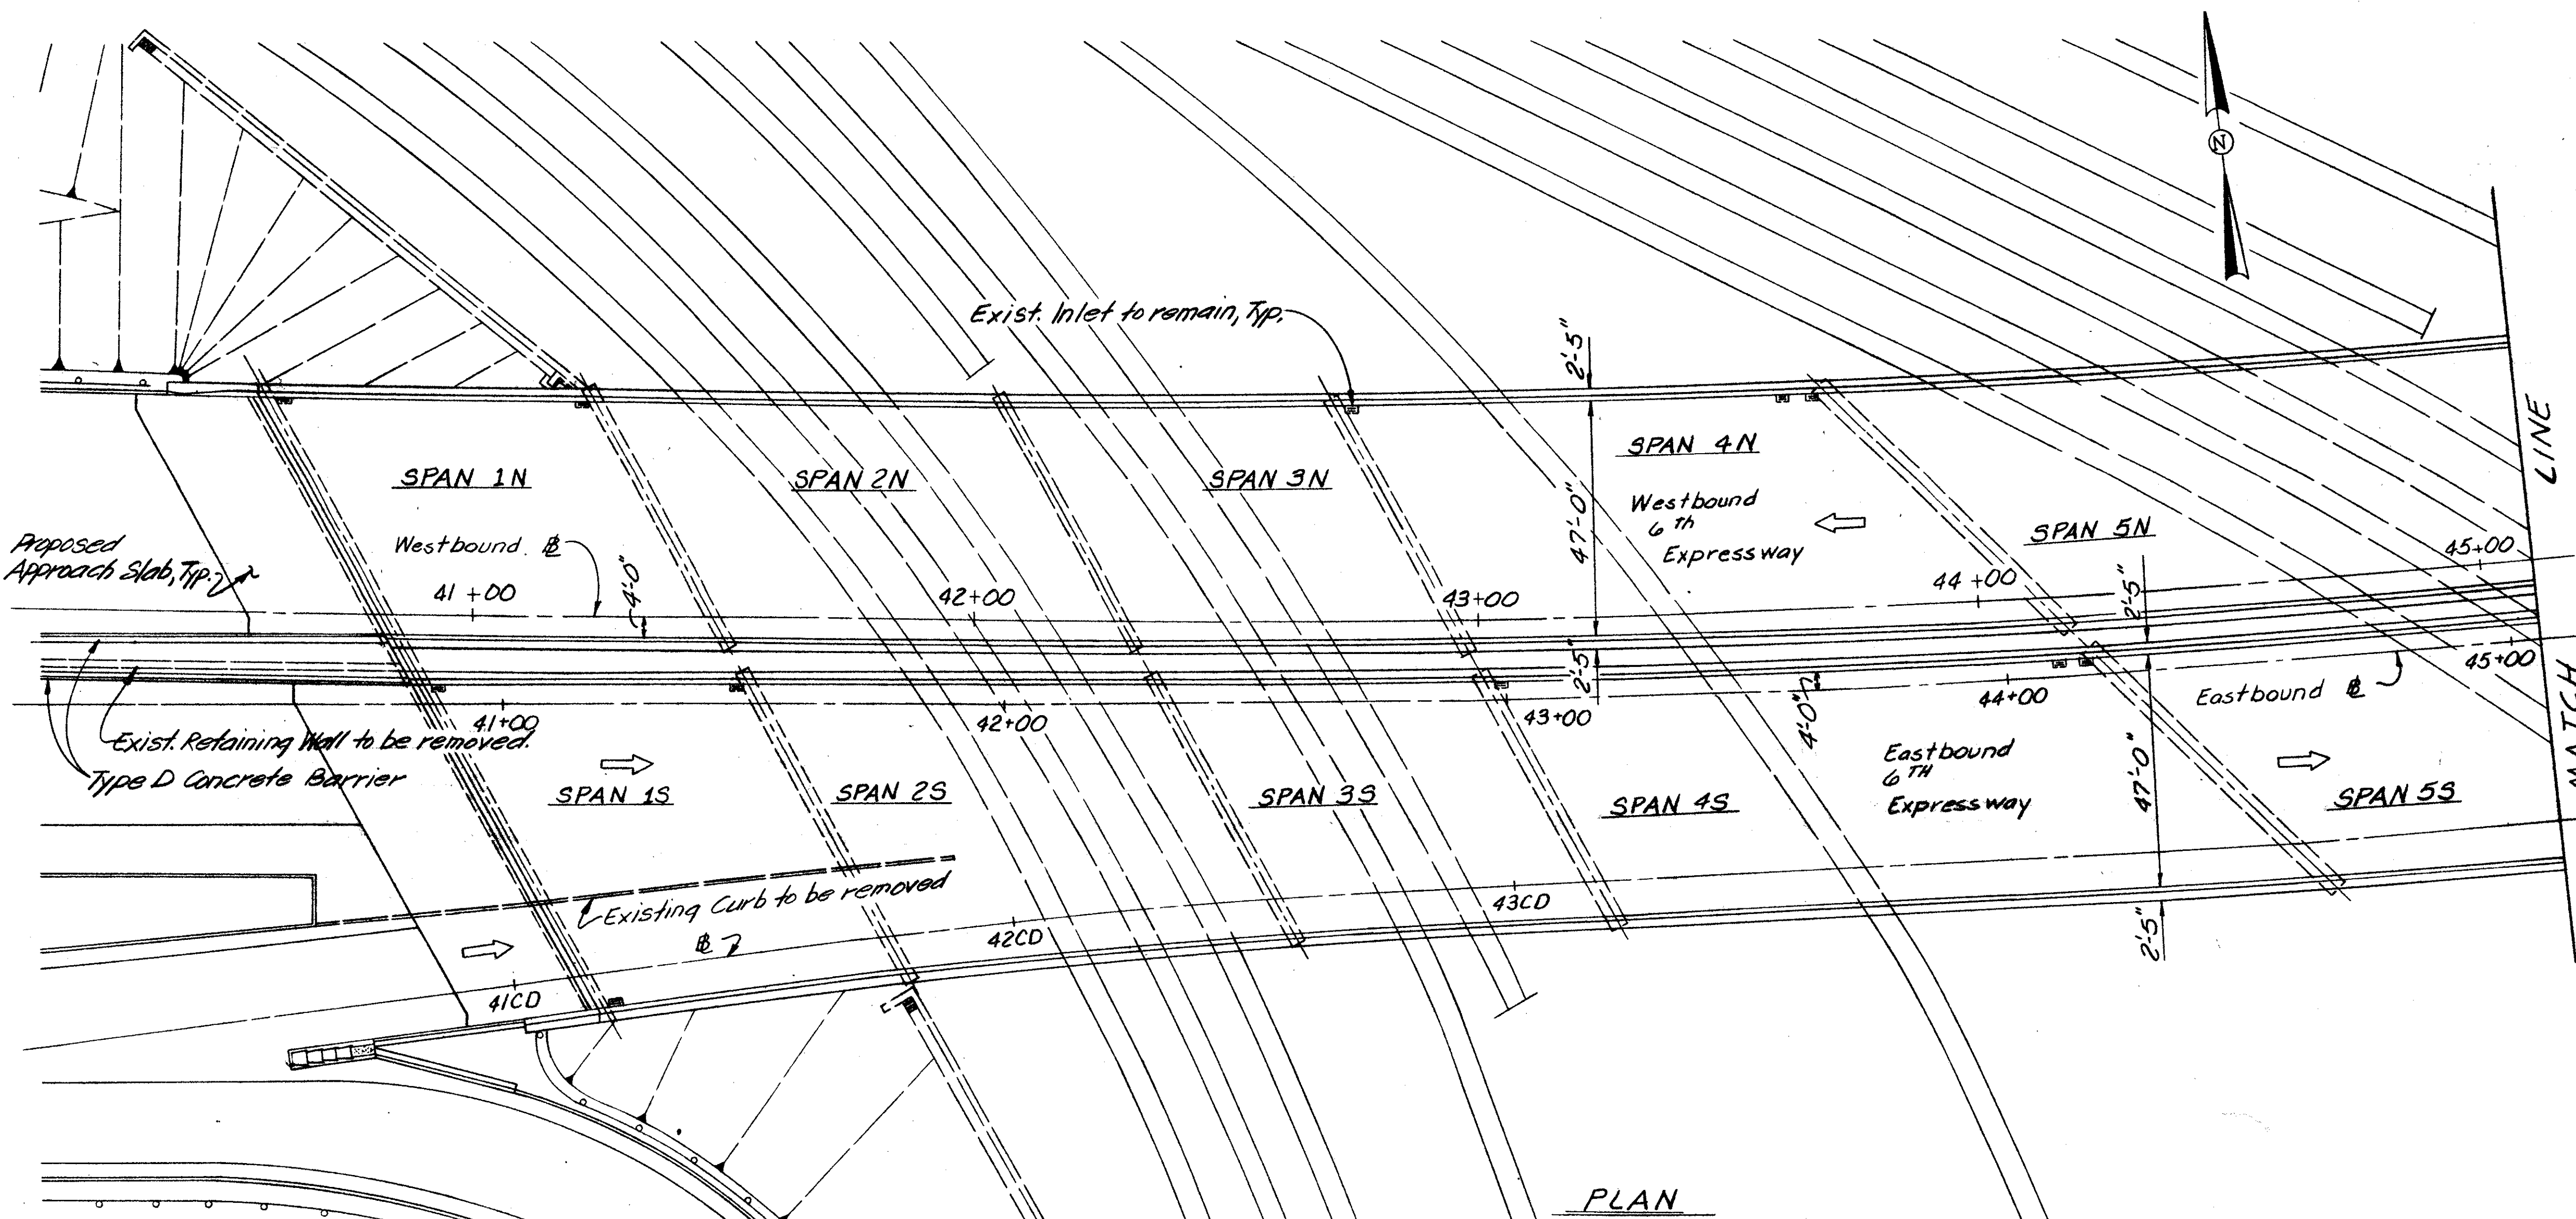 N
Exist. Inlet to remain, Typ.
2'-5"
LINE
SPAN 1N
SPAN 2N
SPAN 3N
SPAN 4N
47'-0"
Westbound
6TH
Expressway
SPAN 5N
Proposed
Approach Slab, Typ.
Westbound ℄
4'-0"
41+00
42+00
43+00
44+00
45+00
2'-5"
2'-5"
41+00
42+00
43+00
4'-0"
44+00
Eastbound ℄
45+00
MATCH
Exist. Retaining Wall to be removed.
Type D Concrete Barrier
SPAN 1S
SPAN 2S
SPAN 3S
SPAN 4S
Eastbound
6TH
Expressway
47'-0"
SPAN 5S
Existing Curb to be removed
℄
41CD
42CD
43CD
2'-5"
PLAN